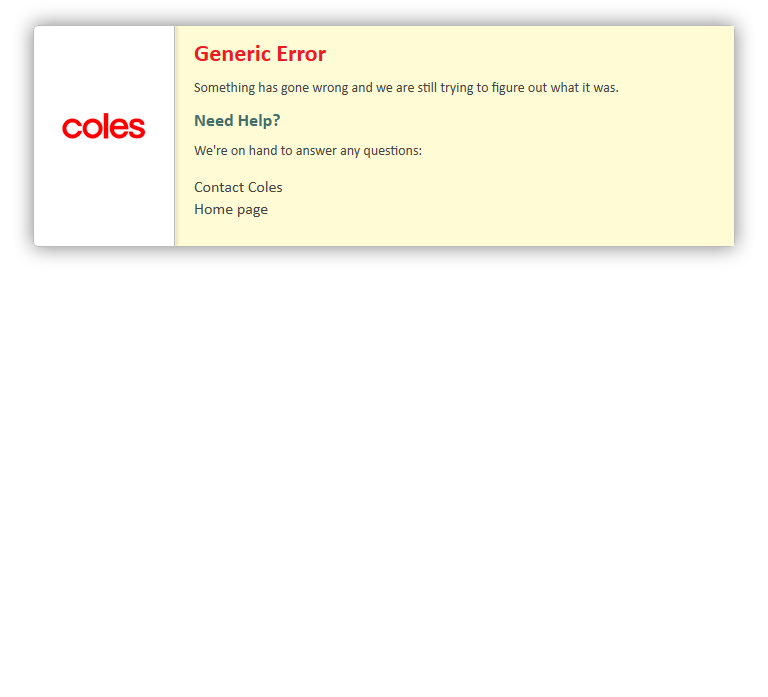 coles
Generic Error
Something has gone wrong and we are still trying to figure out what it was.
Need Help?
We're on hand to answer any questions:
Contact Coles
Home page